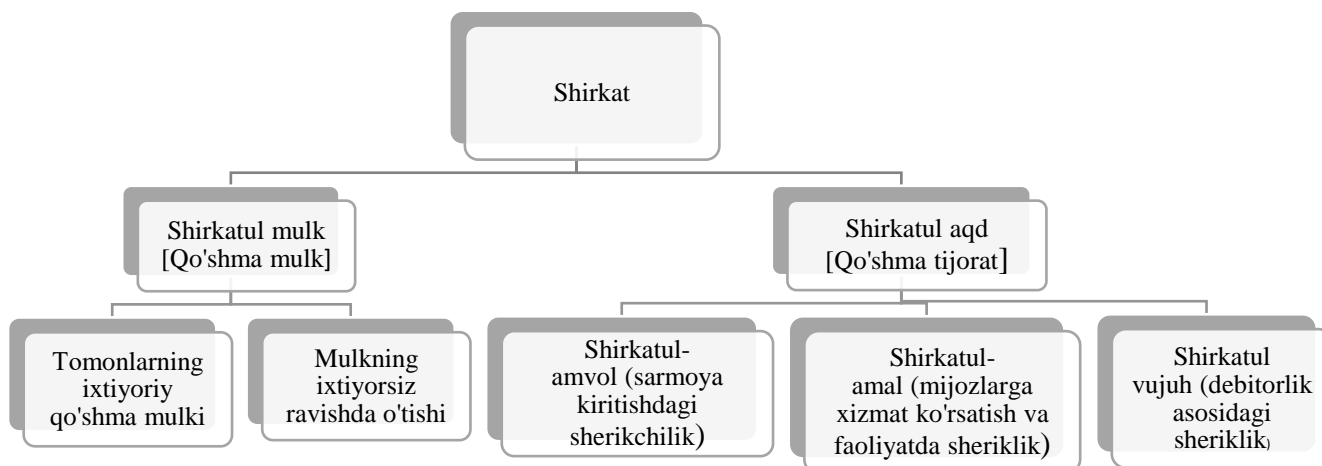 Shirkat
Shirkatul mulk
[Qo'shma mulk]
Shirkatul aqd
[Qo'shma tijorat]
Tomonlarning
ixtiyoriy
qo'shma mulki
Mulkning
ixtiyorsiz
ravishda o'tishi
Shirkatul-
amvol (sarmoya
kiritishdagi
sherikchilik)
Shirkatul-
amal (mijozlarga
xizmat ko'rsatish va
faoliyatda sheriklik)
Shirkatul
vujuh (debitorlik
asosidagi
sheriklik)